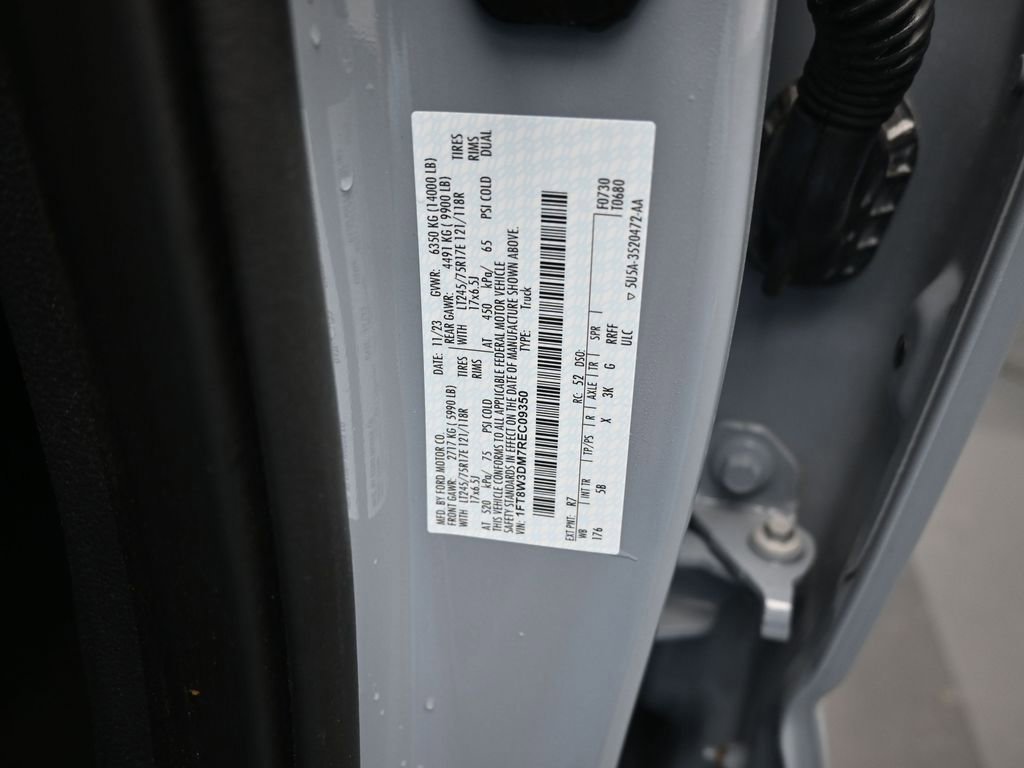 MFD. BY FORD MOTOR CO. DATE: 11/23 GVWR: 6350 KG (14000 LB)
FRONT GAWR: 2717 KG ( 5990 LB) REAR GAWR: 4491 KG ( 9900 LB)
WITH LT245/75R17E 121/118R TIRES WITH LT245/75R17E 121/118R TIRES
17x6.5J RIMS 17x6.5J RIMS
AT 520 kPa/ 75 PSI COLD AT 450 kPa/ 65 PSI COLD DUAL
THIS VEHICLE CONFORMS TO ALL APPLICABLE FEDERAL MOTOR VEHICLE
SAFETY STANDARDS IN EFFECT ON THE DATE OF MANUFACTURE SHOWN ABOVE.
VIN: 1FT8W3DM7REC09350 TYPE: Truck
F0730
T0680
EXT PNT: R7 RC: 52 DSO:
WB INT TR TP/PS R AXLE TR SPR
176 5B X 3K G RBFF
ULC 5U5A-3520472-AA